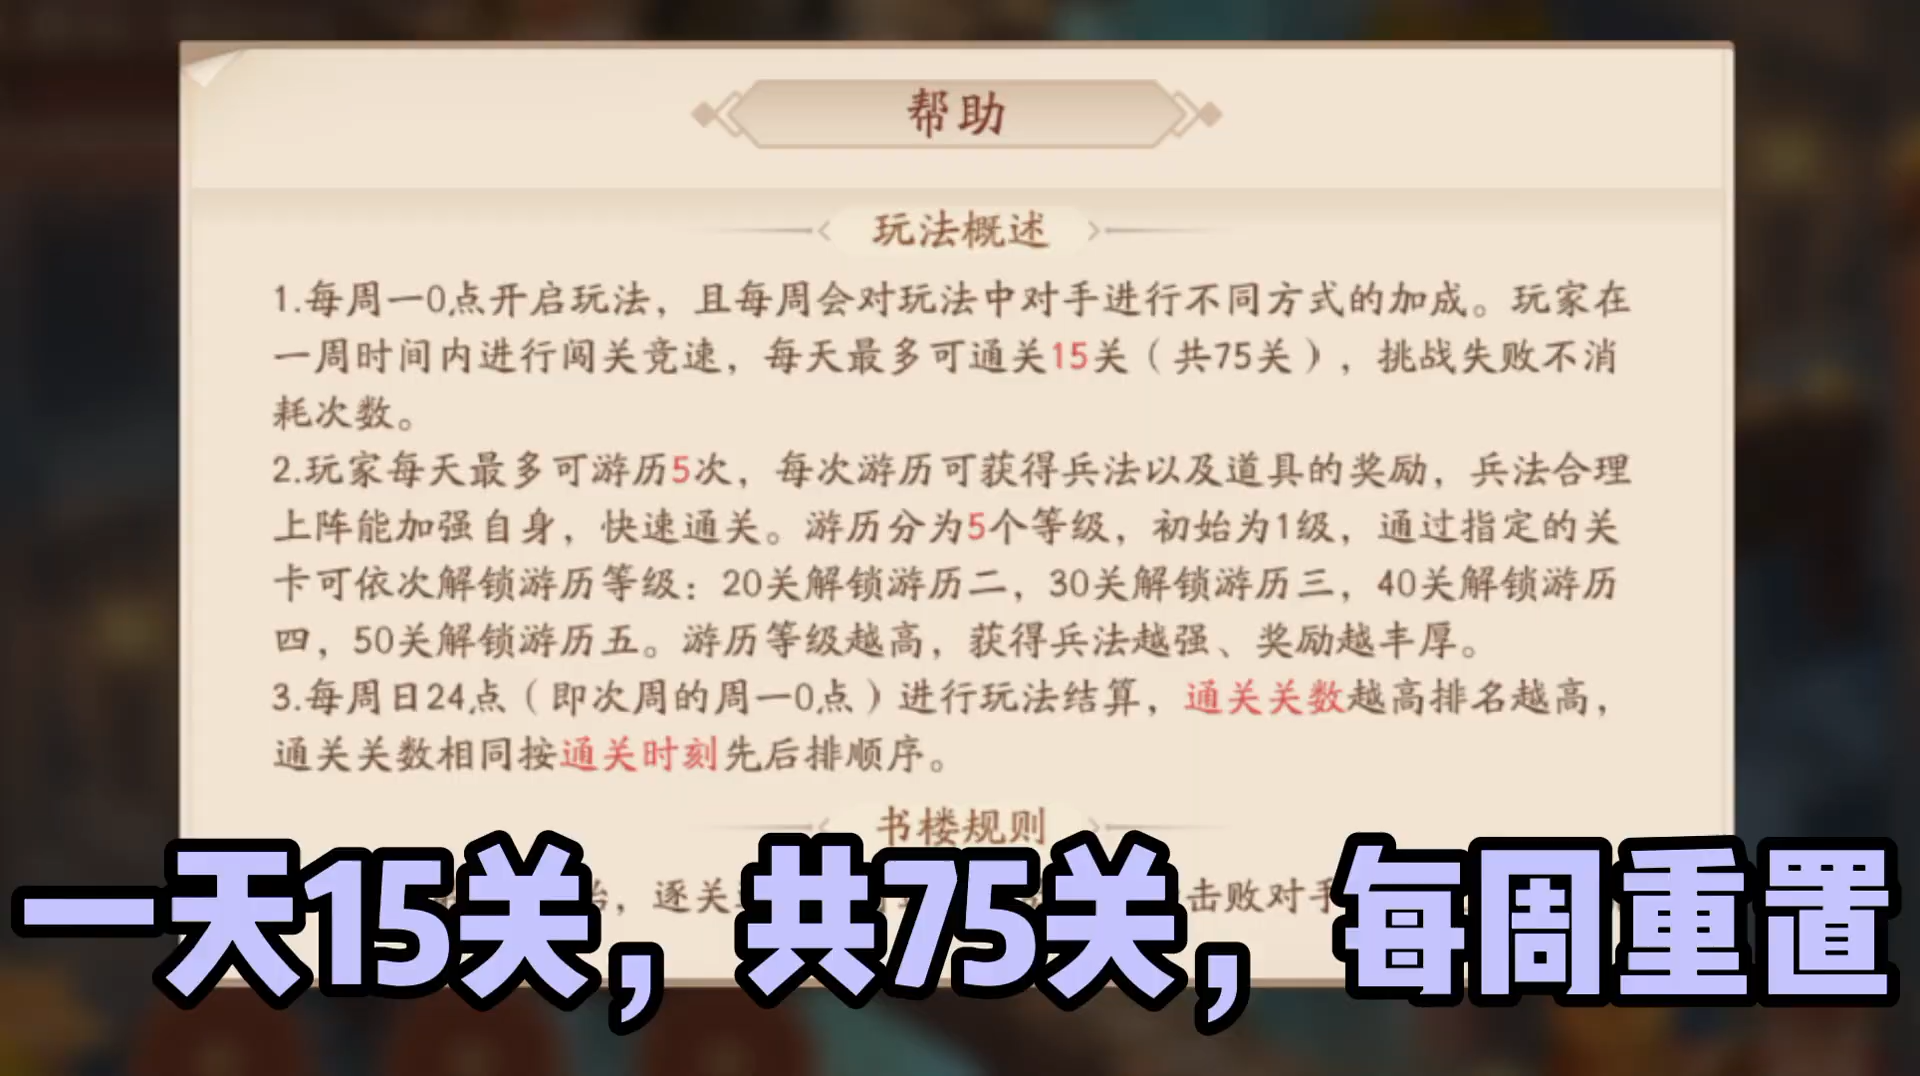 帮助
玩法概述
1.每周一0点开启玩法，且每周会对玩法中对手进行不同方式的加成。玩家在
一周时间内进行闯关竞速，每天最多可通关15关（共75关），挑战失败不消
耗次数。
2.玩家每天最多可游历5次，每次游历可获得兵法以及道具的奖励，兵法合理
上阵能加强自身，快速通关。游历分为5个等级，初始为1级，通过指定的关
卡可依次解锁游历等级：20关解锁游历二，30关解锁游历三，40关解锁游历
四，50关解锁游历五。游历等级越高，获得兵法越强、奖励越丰厚。
3.每周日24点（即次周的周一0点）进行玩法结算，通关关数越高排名越高，
通关关数相同按通关时刻先后排顺序。
书楼规则
，逐关 击败对手
一天15关，共75关，每周重置